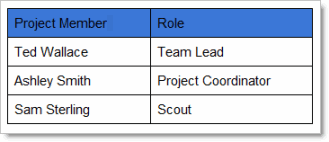 Project Member Role
Ted Wallace Team Lead
Ashley Smith Project Coordinator
Sam Sterling Scout